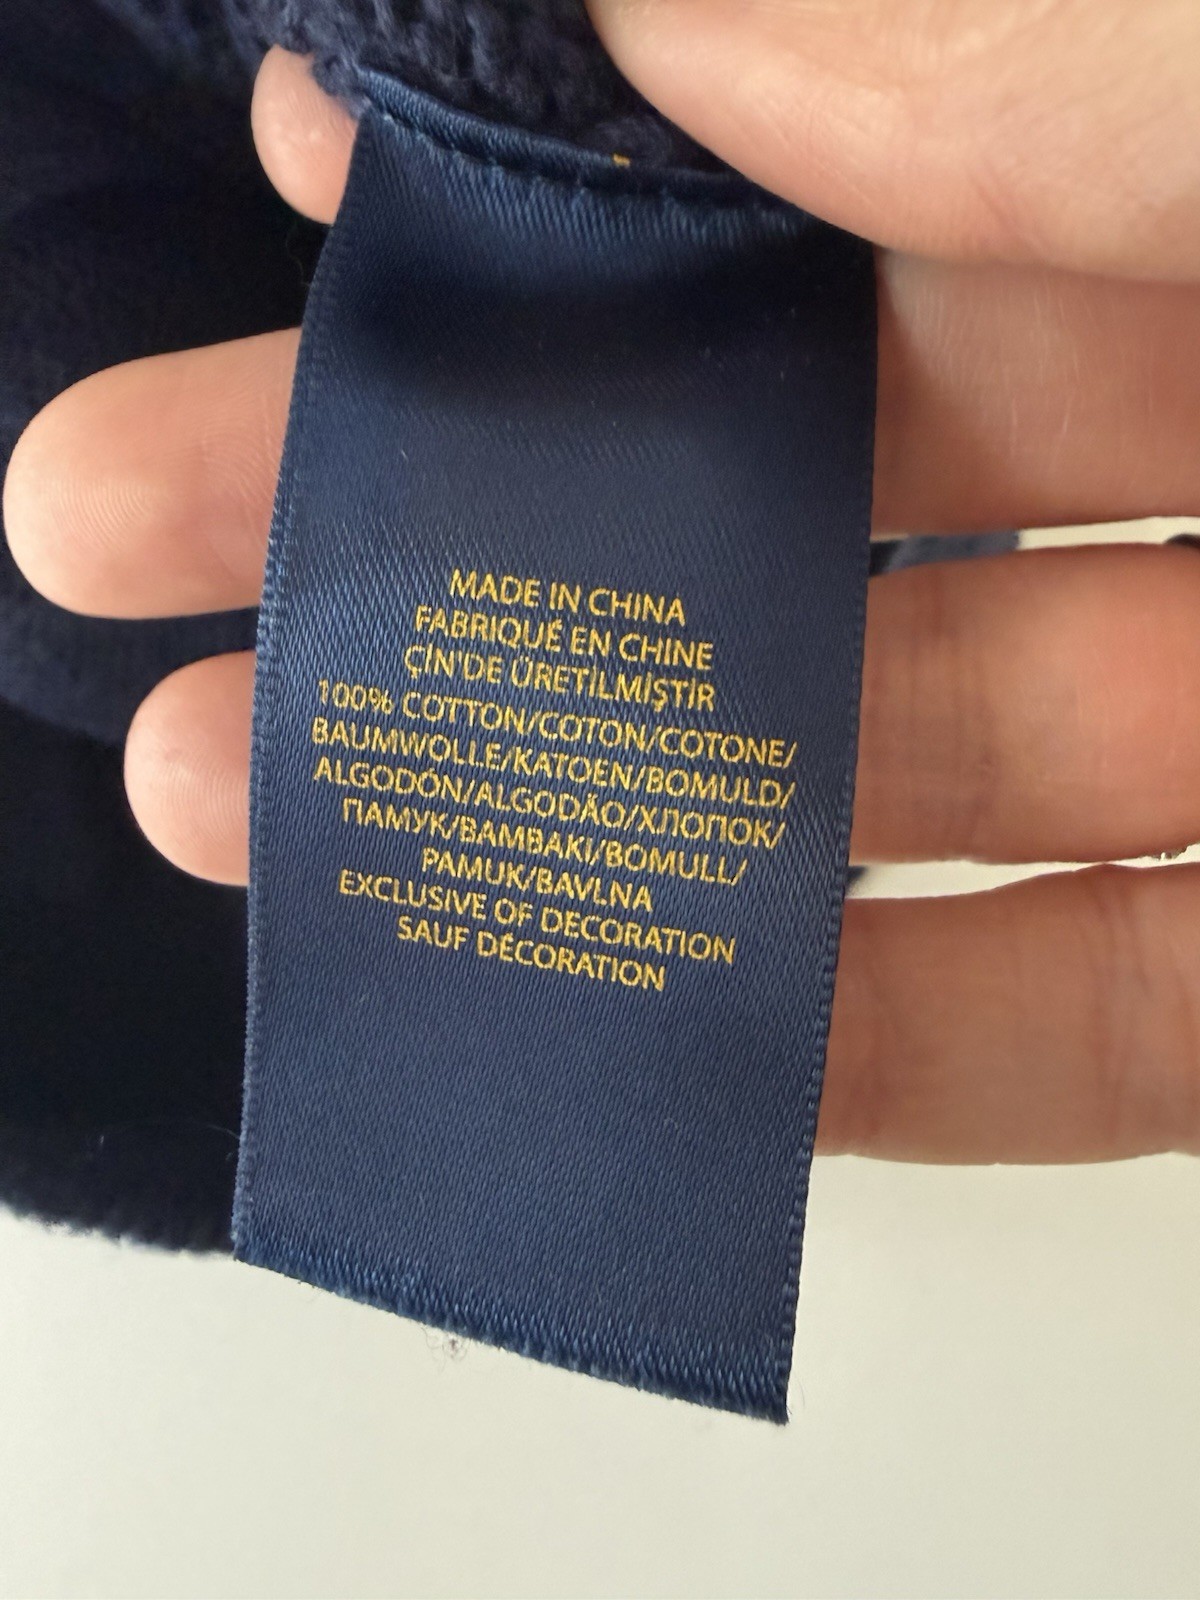 MADE IN CHINA
FABRIQUÉ EN CHINE
ÇİN'DE ÜRETİLMİŞTİR
100% COTTON/COTON/COTONE/
BAUMWOLLE/KATOEN/BOMULD/
ALGODÓN/ALGODÃO/ХЛОПОК/
ПАМУК/BAMBAKI/BOMULL/
PAMUK/BAVLNA
EXCLUSIVE OF DECORATION
SAUF DÉCORATION